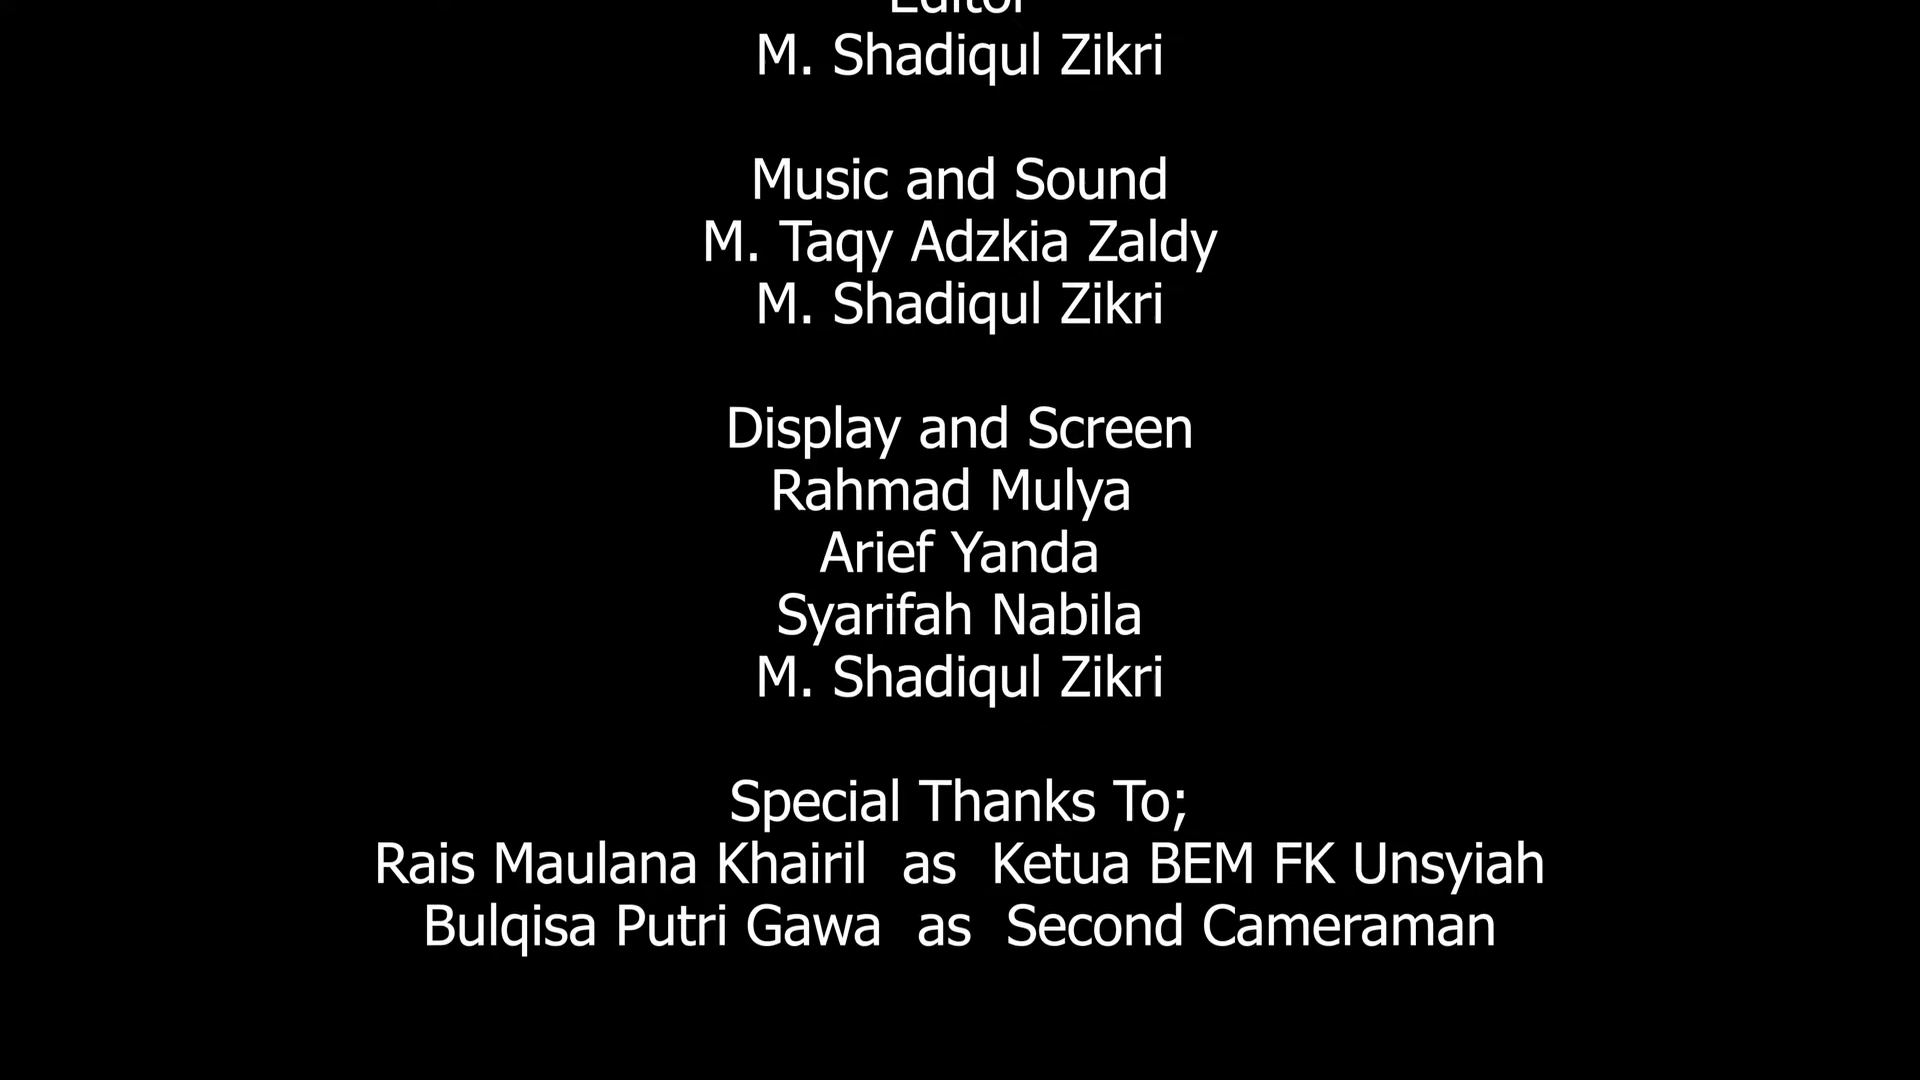 Editor
M. Shadiqul Zikri
Music and Sound
M. Taqy Adzkia Zaldy
M. Shadiqul Zikri
Display and Screen
Rahmad Mulya
Arief Yanda
Syarifah Nabila
M. Shadiqul Zikri
Special Thanks To;
Rais Maulana Khairil  as  Ketua BEM FK Unsyiah
Bulqisa Putri Gawa  as  Second Cameraman